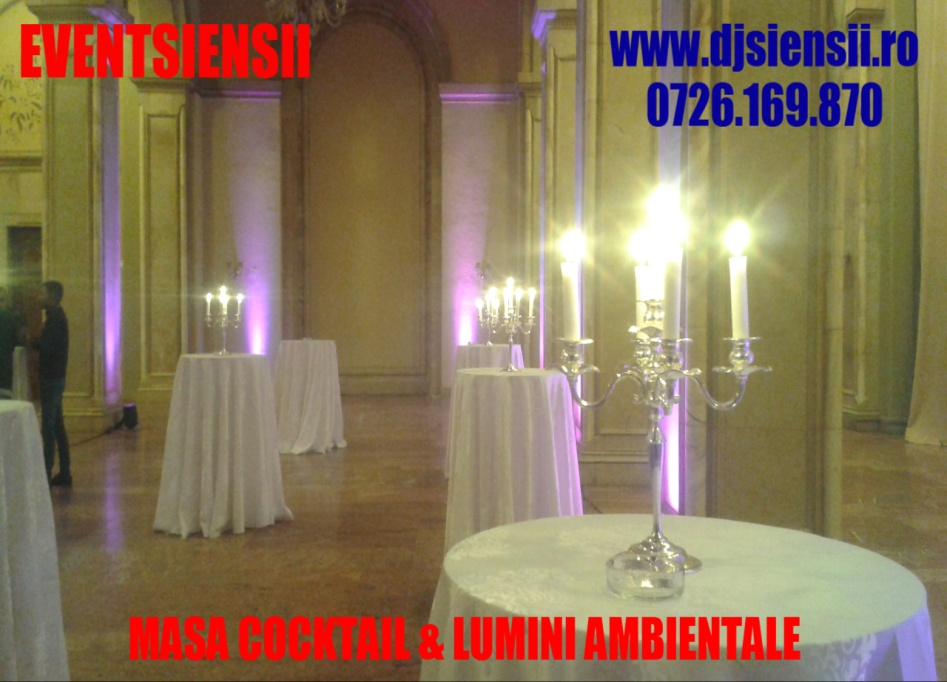 EVENTSIENSII
www.djsiensii.ro
0726.169.870
MASA COCKTAIL & LUMINI AMBIENTALE